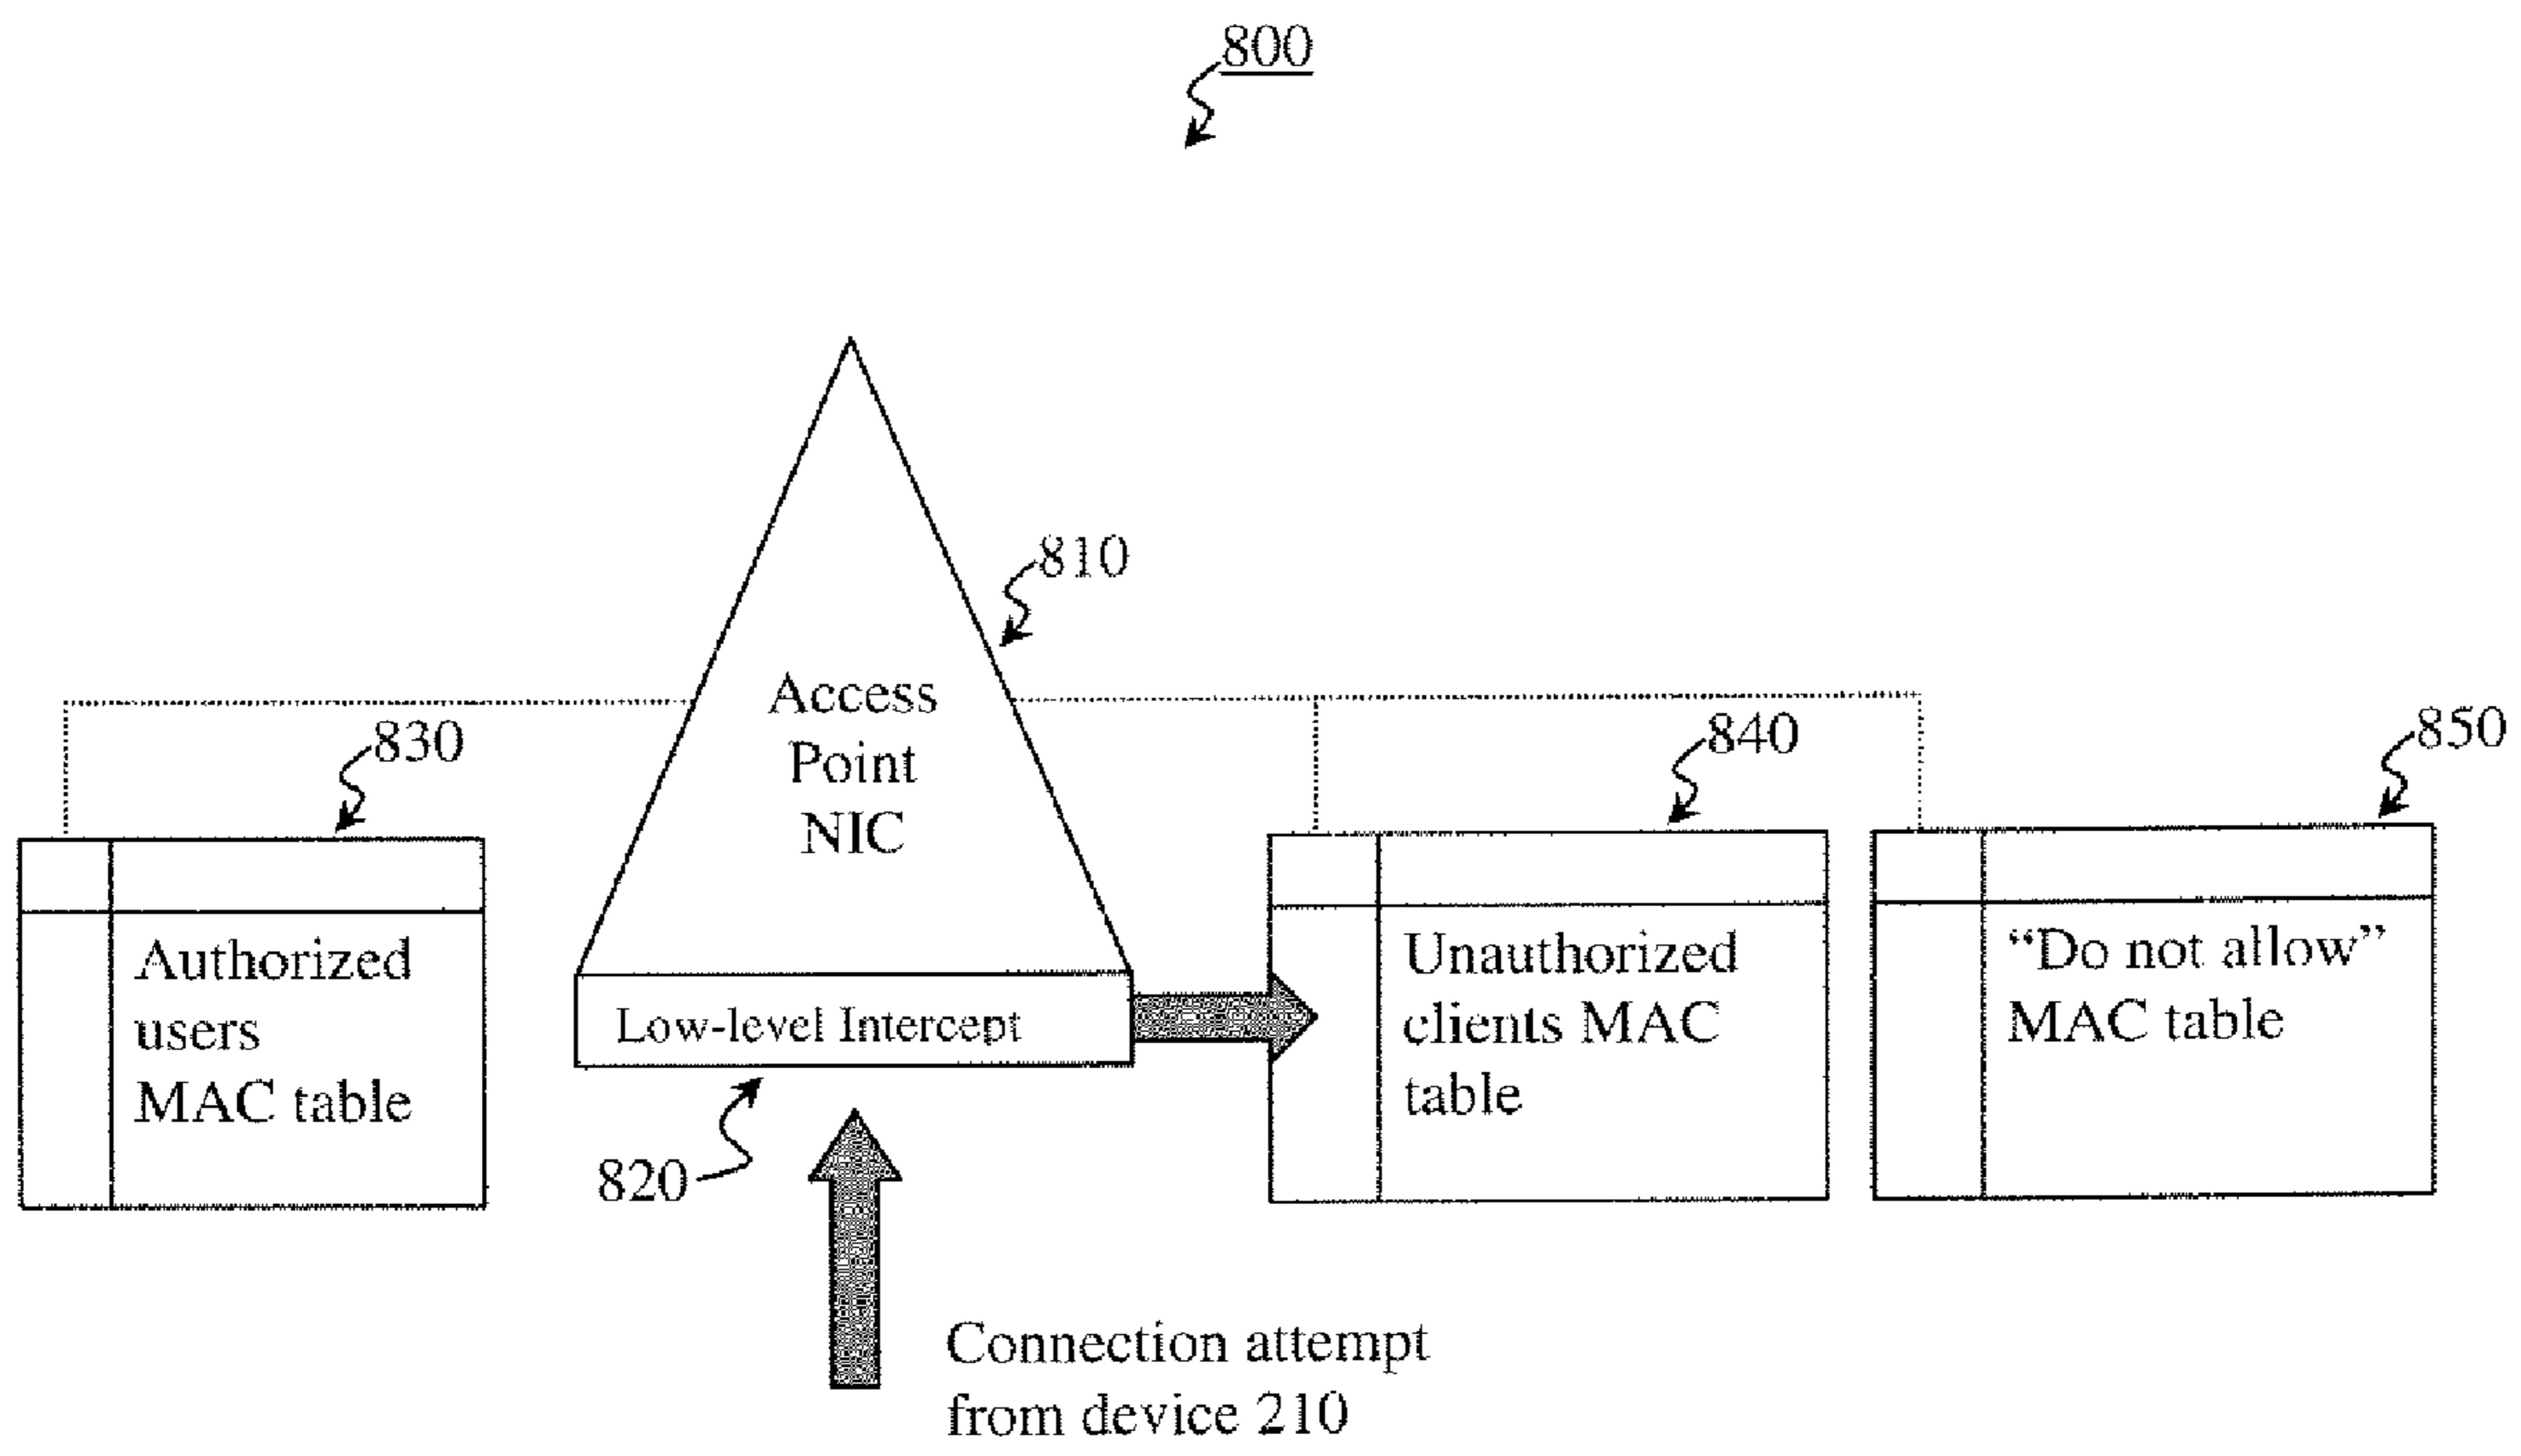 800
810
Access
Point
NIC
830
840
850
Authorized
users
MAC table
Low-level Intercept
Unauthorized
clients MAC
table
“Do not allow”
MAC table
820
Connection attempt
from device 210